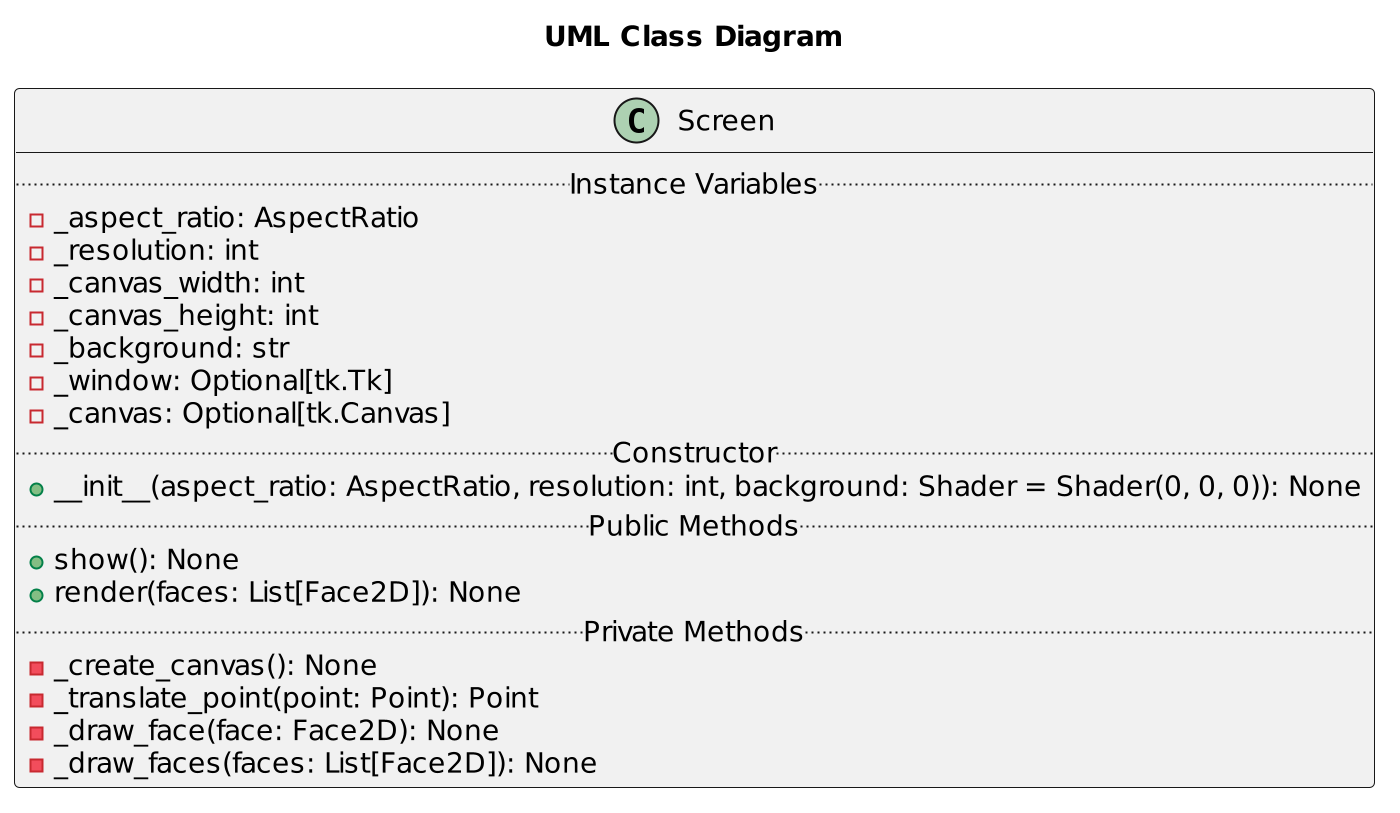 UML Class Diagram
C Screen
Instance Variables
_aspect_ratio: AspectRatio
_resolution: int
_canvas_width: int
_canvas_height: int
_background: str
_window: Optional[tk.Tk]
_canvas: Optional[tk.Canvas]
Constructor
__init__(aspect_ratio: AspectRatio, resolution: int, background: Shader = Shader(0, 0, 0)): None
Public Methods
show(): None
render(faces: List[Face2D]): None
Private Methods
_create_canvas(): None
_translate_point(point: Point): Point
_draw_face(face: Face2D): None
_draw_faces(faces: List[Face2D]): None